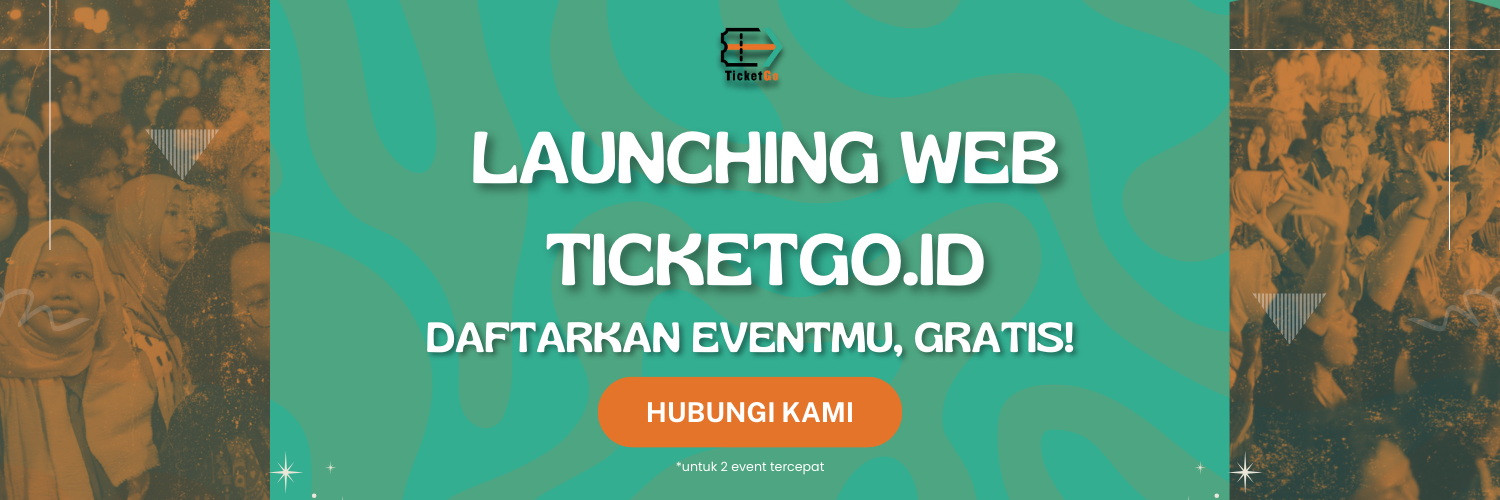 TicketGo
LAUNCHING WEB
TICKETGO.ID
DAFTARKAN EVENTMU, GRATIS!
HUBUNGI KAMI
*untuk 2 event tercepat